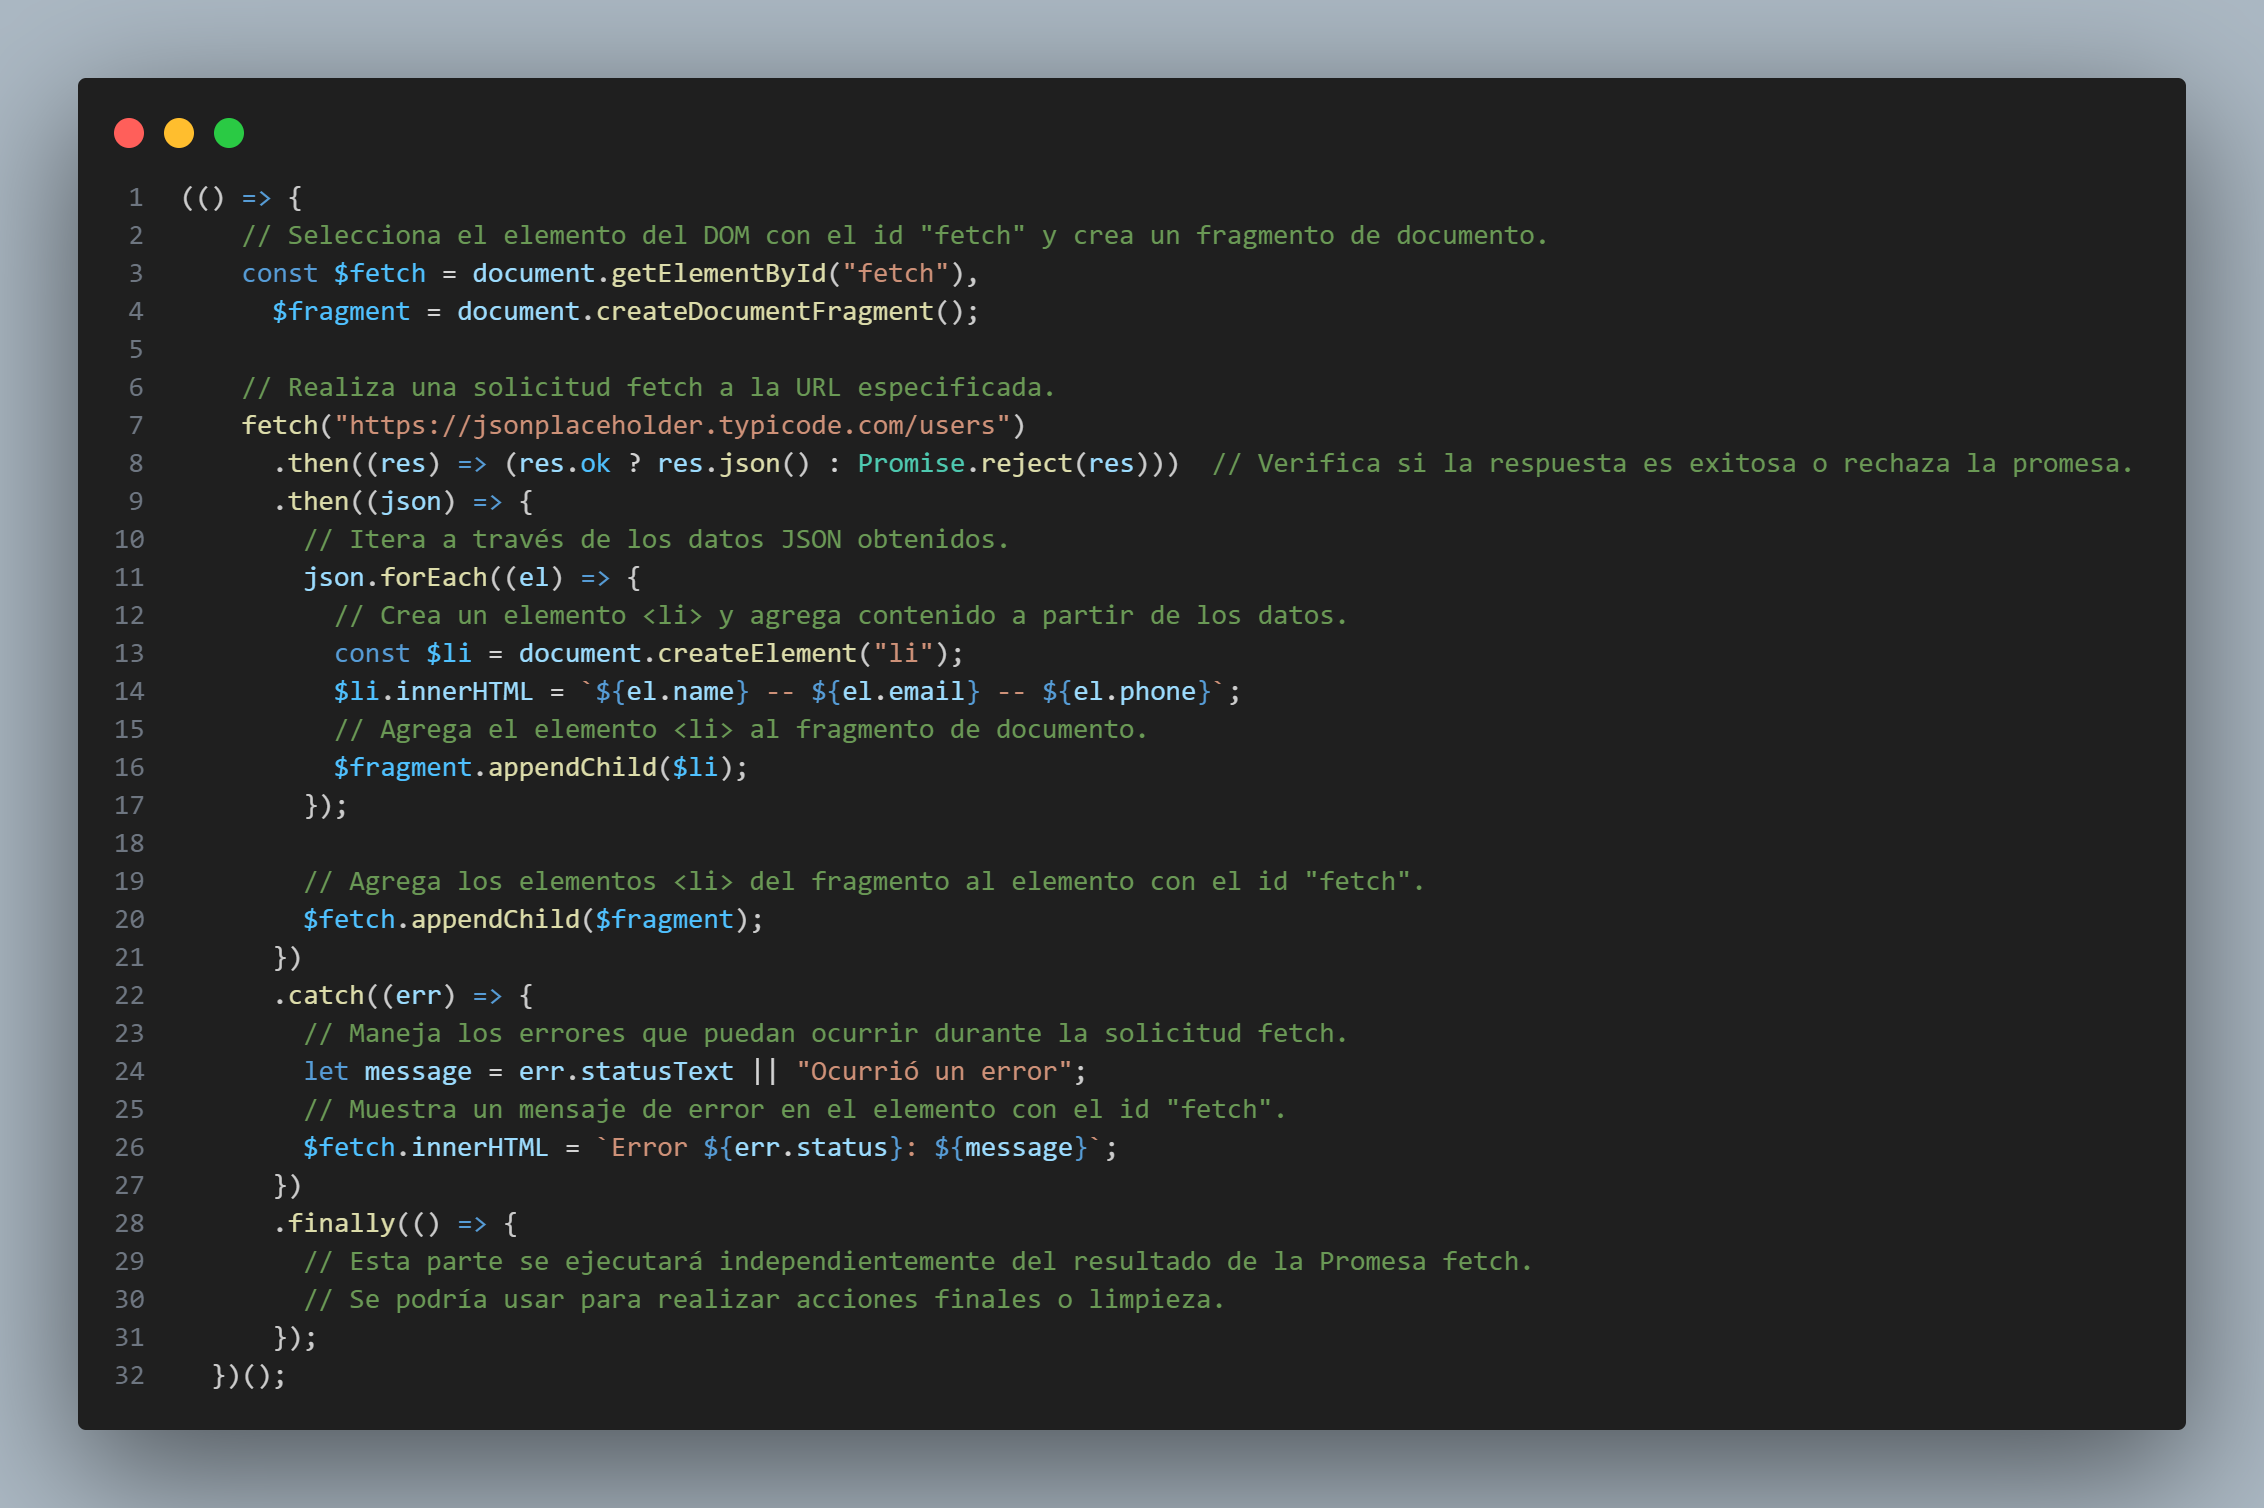 1 (() => {
2 // Selecciona el elemento del DOM con el id "fetch" y crea un fragmento de documento.
3 const $fetch = document.getElementById("fetch"),
4 $fragment = document.createDocumentFragment();
5
6 // Realiza una solicitud fetch a la URL especificada.
7 fetch("https://jsonplaceholder.typicode.com/users")
8 .then((res) => (res.ok ? res.json() : Promise.reject(res))) // Verifica si la respuesta es exitosa o rechaza la promesa.
9 .then((json) => {
10 // Itera a través de los datos JSON obtenidos.
11 json.forEach((el) => {
12 // Crea un elemento <li> y agrega contenido a partir de los datos.
13 const $li = document.createElement("li");
14 $li.innerHTML = `${el.name} -- ${el.email} -- ${el.phone}`;
15 // Agrega el elemento <li> al fragmento de documento.
16 $fragment.appendChild($li);
17 });
18
19 // Agrega los elementos <li> del fragmento al elemento con el id "fetch".
20 $fetch.appendChild($fragment);
21 })
22 .catch((err) => {
23 // Maneja los errores que puedan ocurrir durante la solicitud fetch.
24 let message = err.statusText || "Ocurrió un error";
25 // Muestra un mensaje de error en el elemento con el id "fetch".
26 $fetch.innerHTML = `Error ${err.status}: ${message}`;
27 })
28 .finally(() => {
29 // Esta parte se ejecutará independientemente del resultado de la Promesa fetch.
30 // Se podría usar para realizar acciones finales o limpieza.
31 });
32 })();